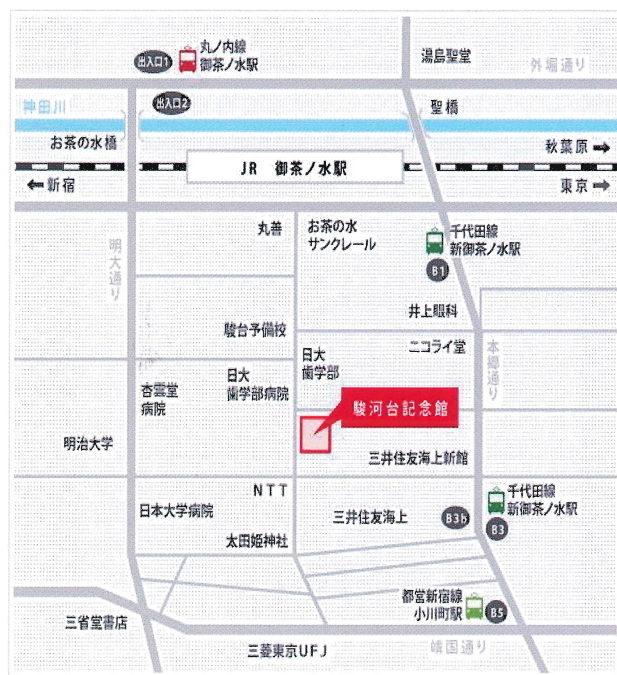 出入口1
丸ノ内線
御茶ノ水駅
湯島聖堂
外堀通り
神田川
出入口2
聖橋
お茶の水橋
秋葉原→
JR 御茶ノ水駅
←新宿
東京→
丸善
お茶の水
サンクレール
千代田線
新御茶ノ水駅
B1
明大通り
井上眼科
駿台予備校
ニコライ堂
日大
歯学部
本郷通り
日大
歯学部病院
杏雲堂
病院
駿河台記念館
明治大学
三井住友海上新館
NTT
日本大学病院
三井住友海上
B3b
千代田線
新御茶ノ水駅
B3
太田姫神社
都営新宿線
小川町駅
B5
三省堂書店
三菱東京UFJ
靖国通り